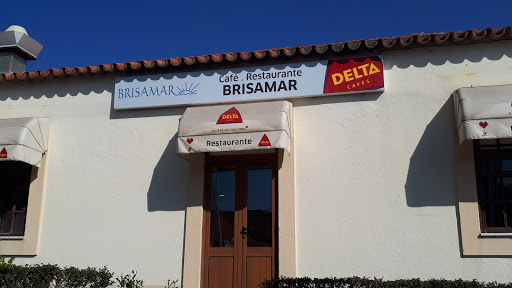 BRISAMAR
Café . Restaurante
BRISAMAR
DELTA
CAFÉS
DELTA
Restaurante